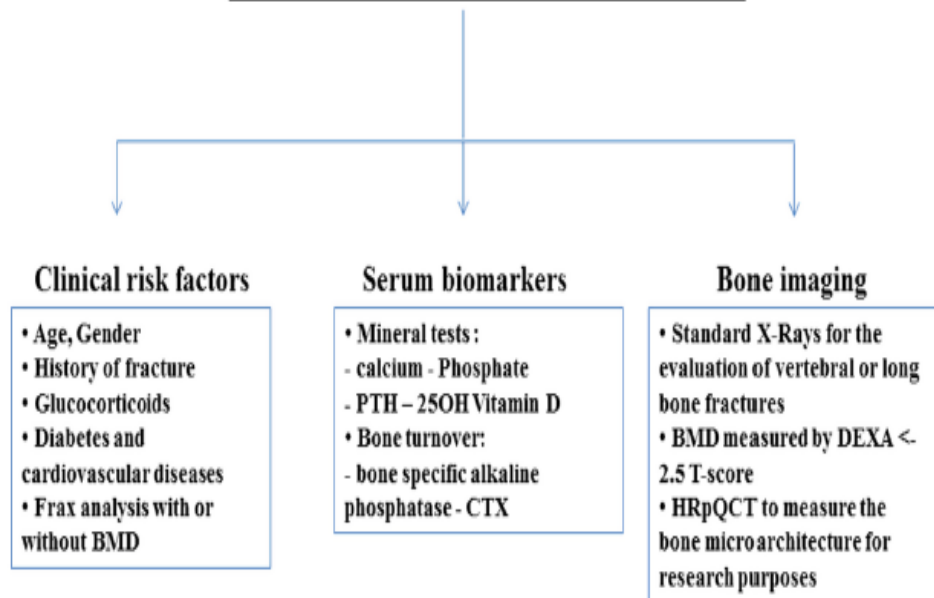 Clinical risk factors
• Age, Gender
• History of fracture
• Glucocorticoids
• Diabetes and
cardiovascular diseases
• Frax analysis with or
without BMD
Serum biomarkers
• Mineral tests :
- calcium - Phosphate
- PTH – 25OH Vitamin D
• Bone turnover:
- bone specific alkaline
phosphatase - CTX
Bone imaging
• Standard X-Rays for the
evaluation of vertebral or long
bone fractures
• BMD measured by DEXA <-
2.5 T-score
• HRpQCT to measure the
bone micro architecture for
research purposes